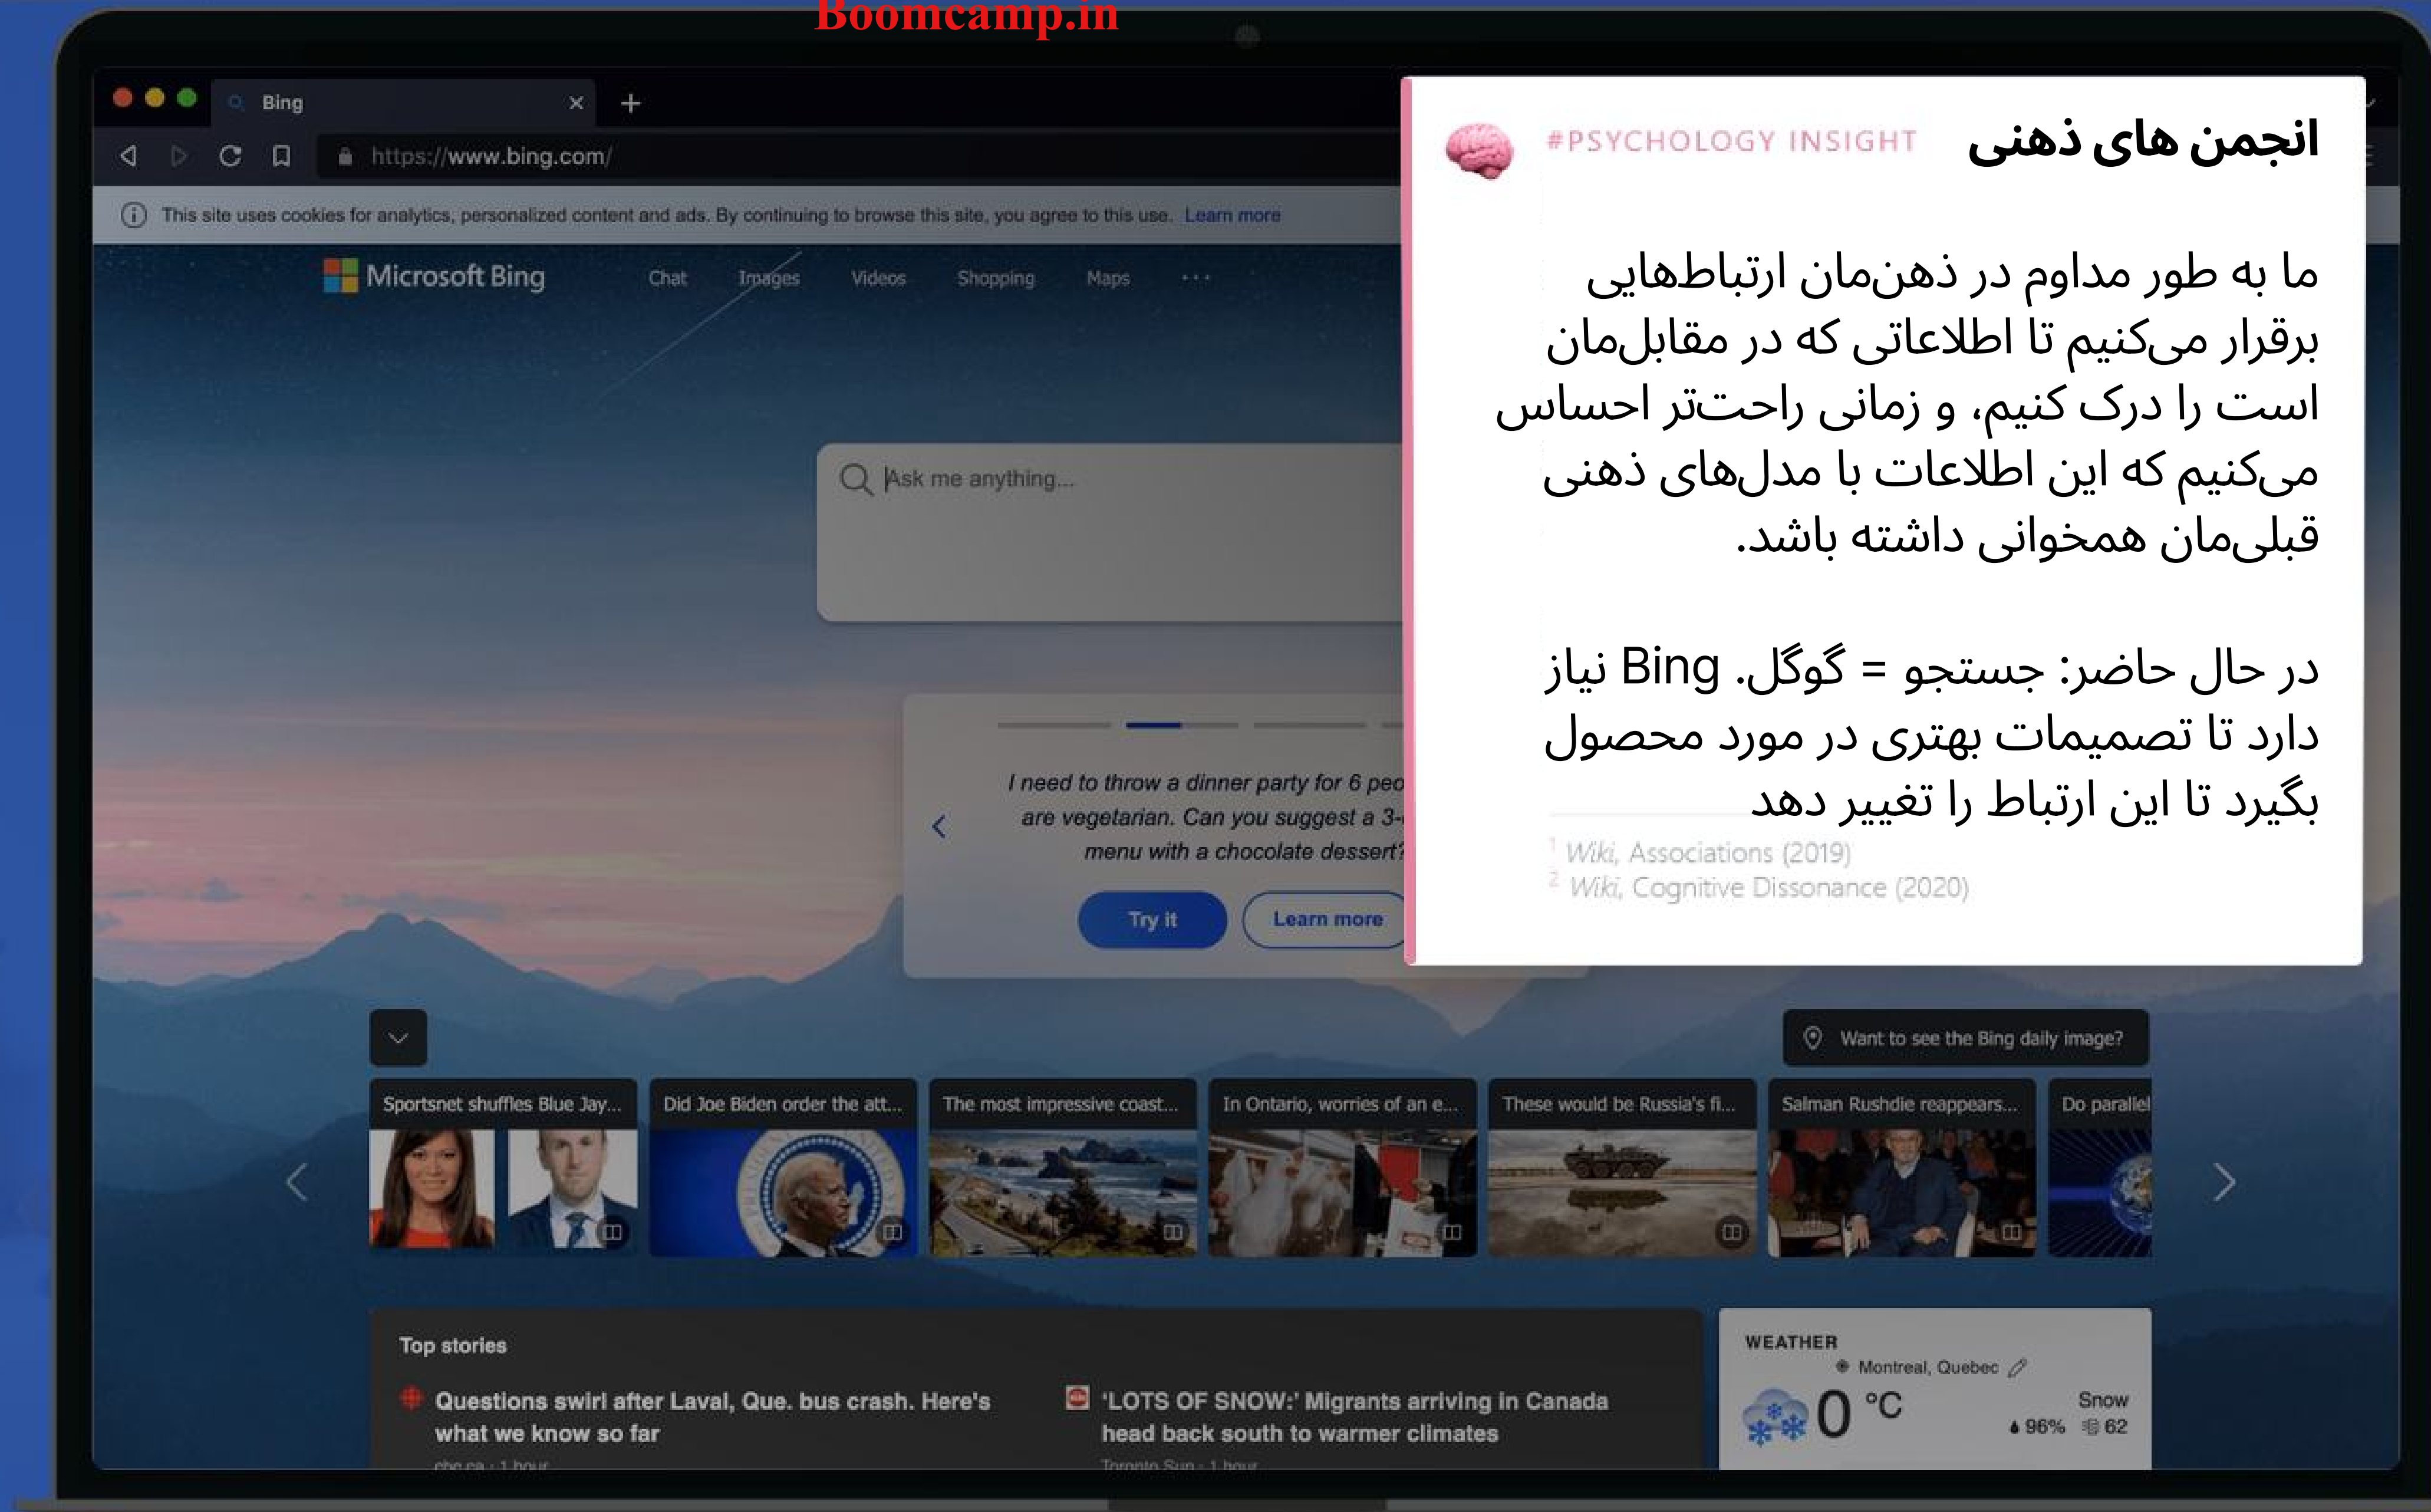 Boomcamp.in
Bing
https://www.bing.com/
This site uses cookies for analytics, personalized content and ads. By continuing to browse this site, you agree to this use. Learn more
Microsoft Bing
Chat Images Videos Shopping Maps ...
Ask me anything...
I need to throw a dinner party for 6 peo
are vegetarian. Can you suggest a 3-
menu with a chocolate dessert?
Try it Learn more
#PSYCHOLOGY INSIGHT
انجمن های ذهنی
ما به طور مداوم در ذهن‌مان ارتباط‌هایی
برقرار می‌کنیم تا اطلاعاتی که در مقابل‌مان
است را درک کنیم، و زمانی راحت‌تر احساس
می‌کنیم که این اطلاعات با مدل‌های ذهنی
قبلی‌مان همخوانی داشته باشد.
در حال حاضر: جستجو = گوگل. Bing نیاز
دارد تا تصمیمات بهتری در مورد محصول
بگیرد تا این ارتباط را تغییر دهد
1 Wiki, Associations (2019)
2 Wiki, Cognitive Dissonance (2020)
Want to see the Bing daily image?
Sportsnet shuffles Blue Jay...
Did Joe Biden order the att...
The most impressive coast...
In Ontario, worries of an e...
These would be Russia's fi...
Salman Rushdie reappears...
Do parallel
Top stories
Questions swirl after Laval, Que. bus crash. Here's
what we know so far
cbc.ca · 1 hour
'LOTS OF SNOW:' Migrants arriving in Canada
head back south to warmer climates
Toronto Sun · 1 hour
WEATHER
Montreal, Quebec
0 °C
Snow
96% 62